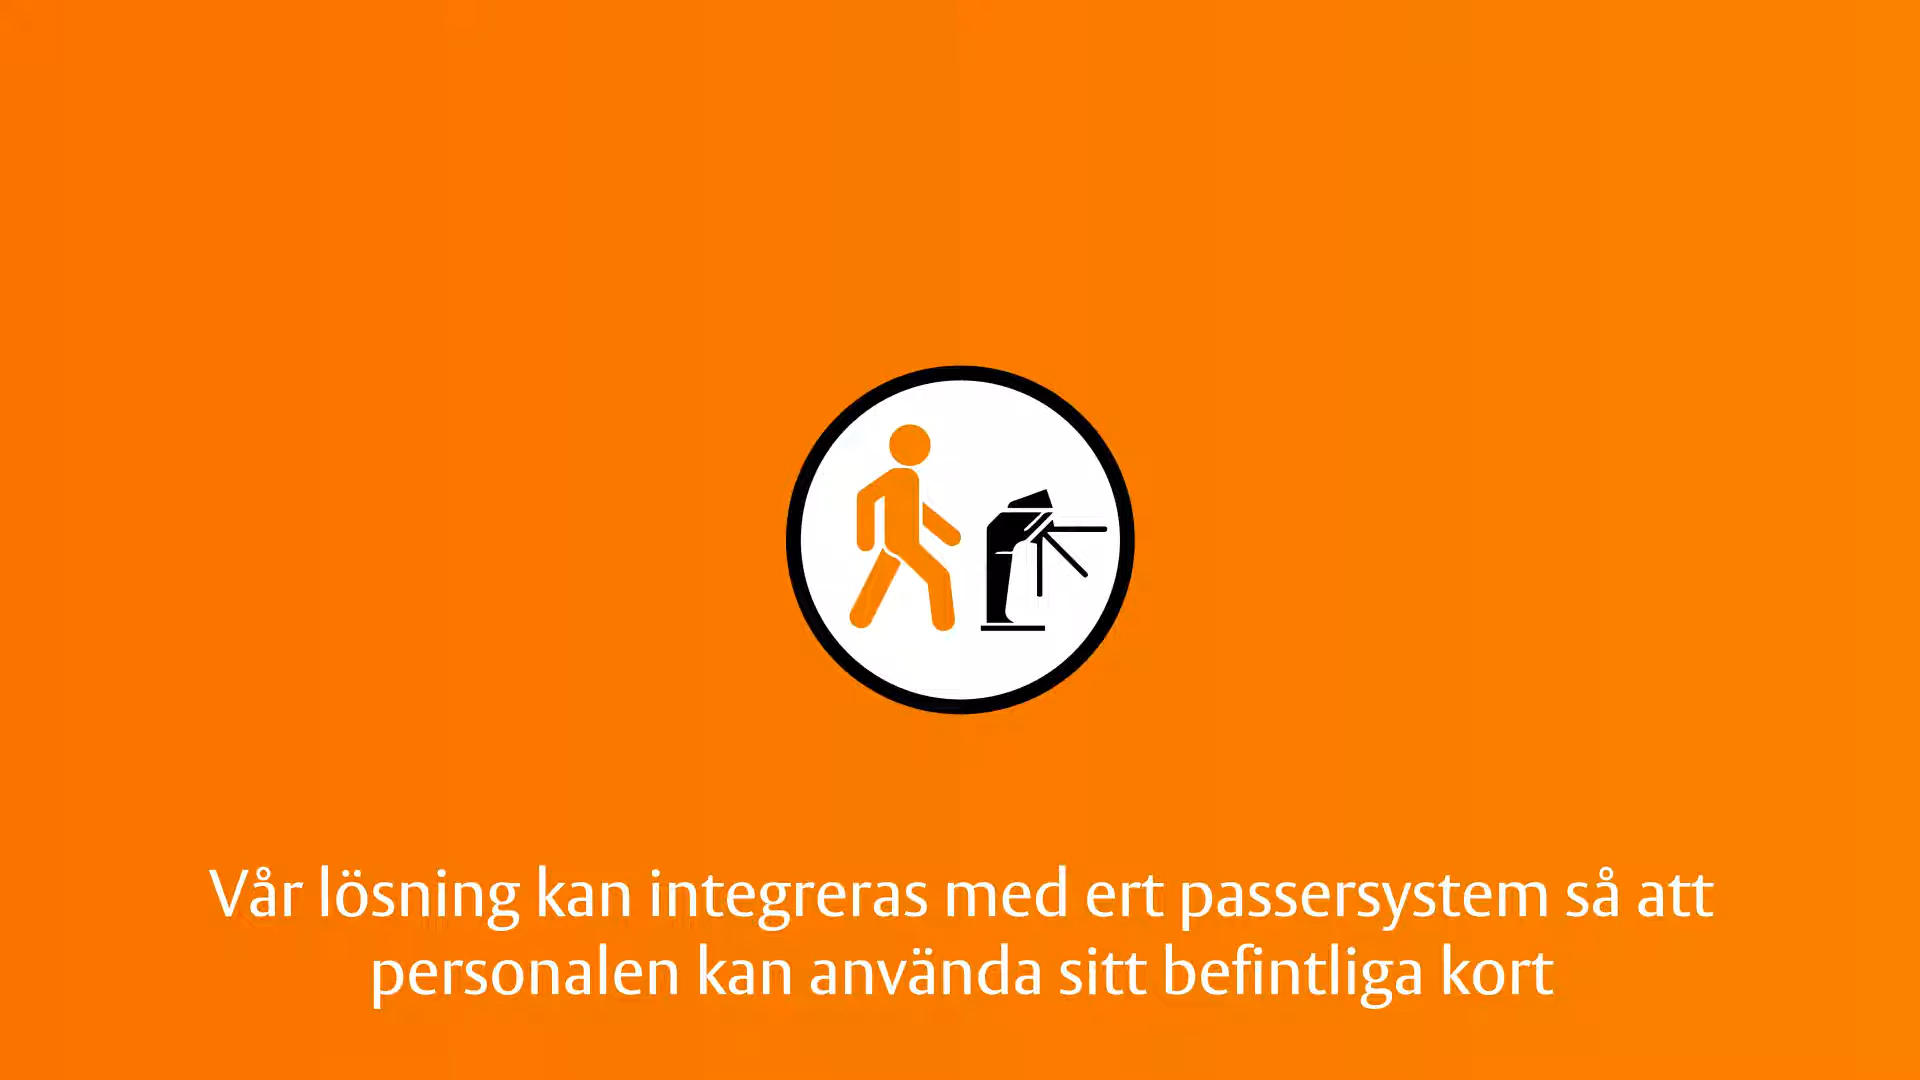 Vår lösning kan integreras med ert passersystem så att
personalen kan använda sitt befintliga kort